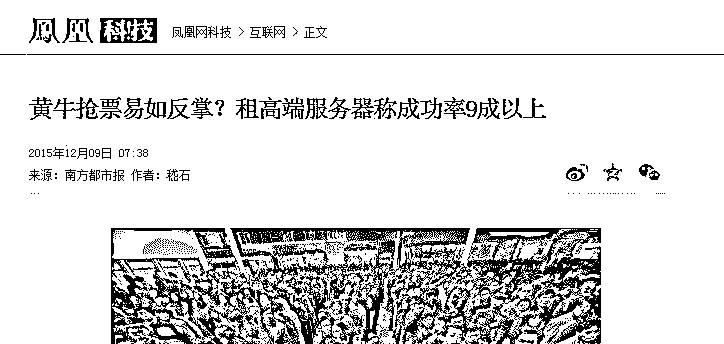 凤凰 科技 凤凰网科技 > 互联网 > 正文
黄牛抢票易如反掌？租高端服务器称成功率9成以上
2015年12月09日 07:38
来源：南方都市报 作者：嵇石